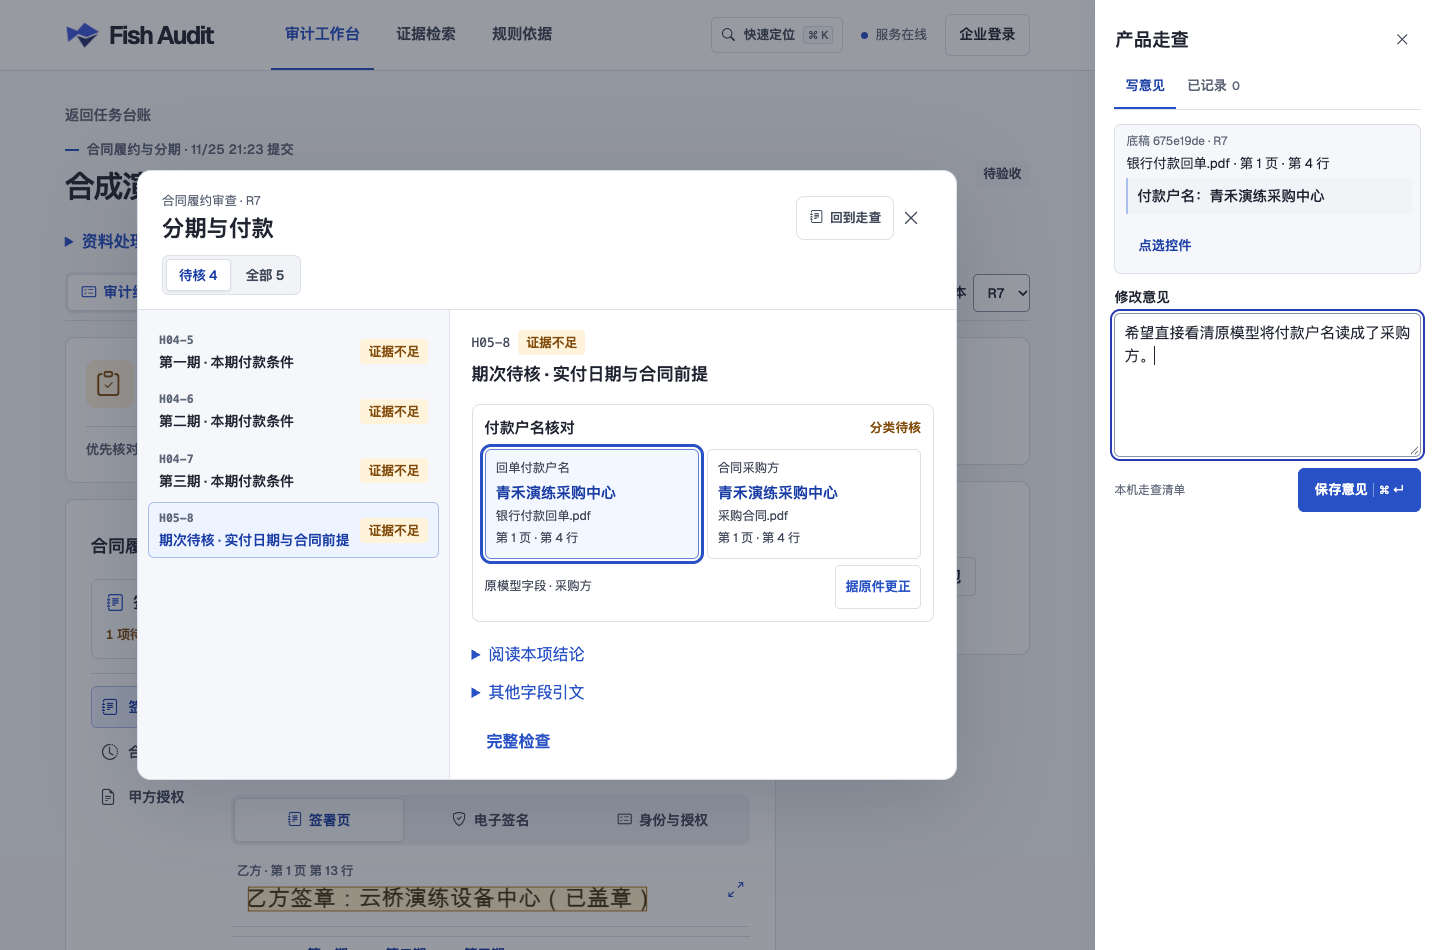 Fish Audit
审计工作台
证据检索
规则依据
快速定位 ⌘ K
服务在线
企业登录
返回任务台账
合同履约与分期 · 11/25 21:23 提交
合成演
待验收
资料处理
审计结
本
R7
优先核对
合同履
1 项待
签
合
甲方授权
签署页
电子签名
身份与授权
乙方 · 第 1 页 第 13 行
乙方签章：云桥演练设备中心（已盖章）
合同履约审查 · R7
分期与付款
回到走查
待核 4
全部 5
H04-5
第一期 · 本期付款条件
证据不足
H04-6
第二期 · 本期付款条件
证据不足
H04-7
第三期 · 本期付款条件
证据不足
H05-8
期次待核 · 实付日期与合同前提
证据不足
H05-8
证据不足
期次待核 · 实付日期与合同前提
付款户名核对
分类待核
回单付款户名
青禾演练采购中心
银行付款回单.pdf
第 1 页 · 第 4 行
合同采购方
青禾演练采购中心
采购合同.pdf
第 1 页 · 第 4 行
原模型字段 · 采购方
据原件更正
阅读本项结论
其他字段引文
完整检查
产品走查
写意见
已记录 0
底稿 675e19de · R7
银行付款回单.pdf · 第 1 页 · 第 4 行
付款户名：青禾演练采购中心
点选控件
修改意见
希望直接看清原模型将付款户名读成了采购
方。
本机走查清单
保存意见 ⌘ ↵